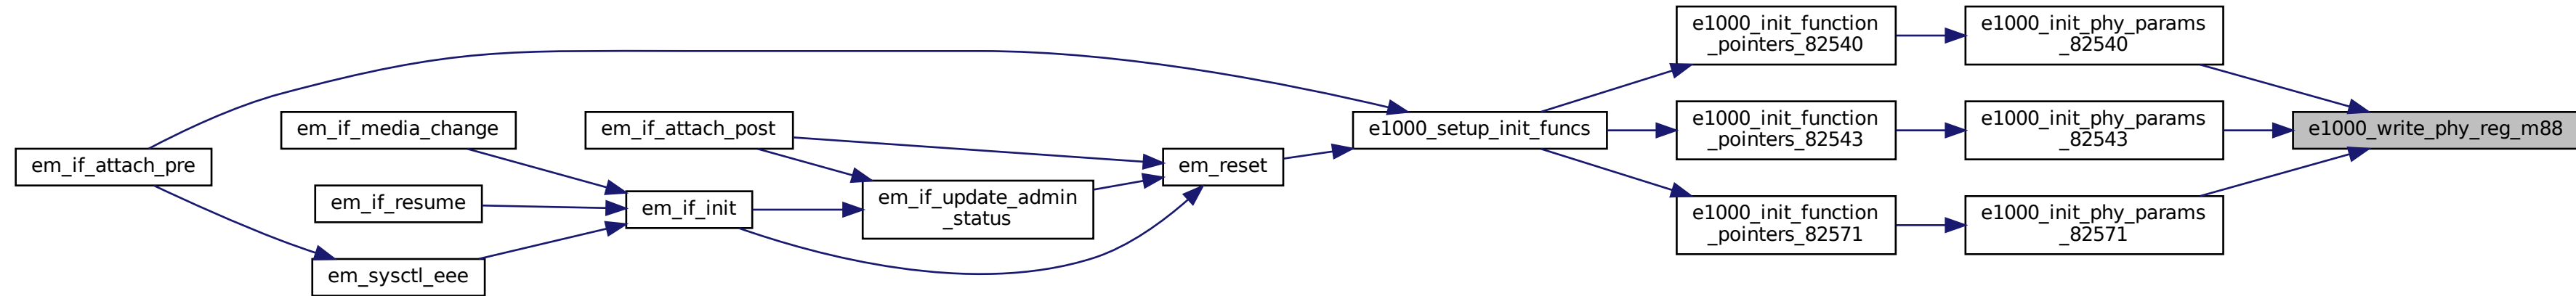 em_if_attach_pre
em_if_media_change
em_if_resume
em_sysctl_eee
em_if_attach_post
em_if_init
em_if_update_admin
_status
em_reset
e1000_setup_init_funcs
e1000_init_function
_pointers_82540
e1000_init_function
_pointers_82543
e1000_init_function
_pointers_82571
e1000_init_phy_params
_82540
e1000_init_phy_params
_82543
e1000_init_phy_params
_82571
e1000_write_phy_reg_m88